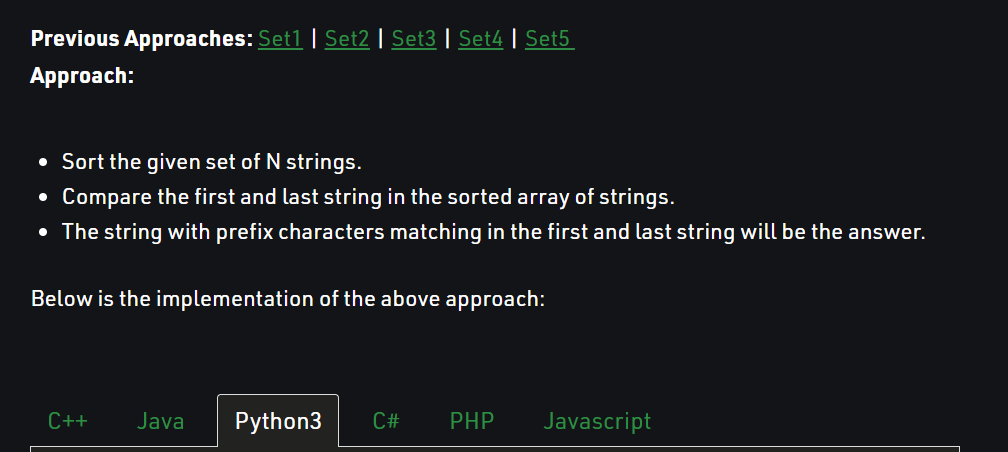 Previous Approaches: Set1 | Set2 | Set3 | Set4 | Set5
Approach:
• Sort the given set of N strings.
• Compare the first and last string in the sorted array of strings.
• The string with prefix characters matching in the first and last string will be the answer.
Below is the implementation of the above approach:
C++ Java Python3 C# PHP Javascript